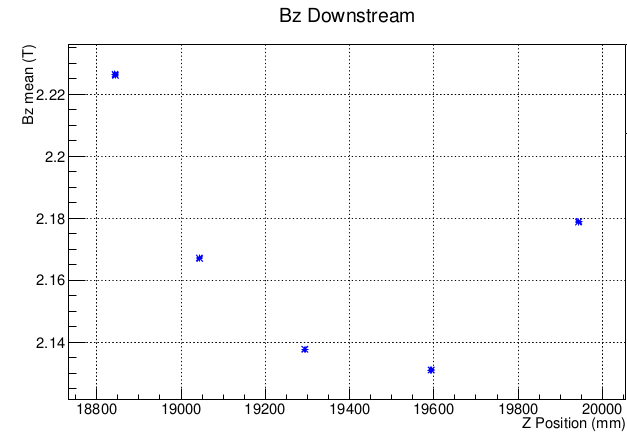 Bz Downstream
Bz mean (T)
2.22
2.2
2.18
2.16
2.14
18800 19000 19200 19400 19600 19800 20000
Z Position (mm)